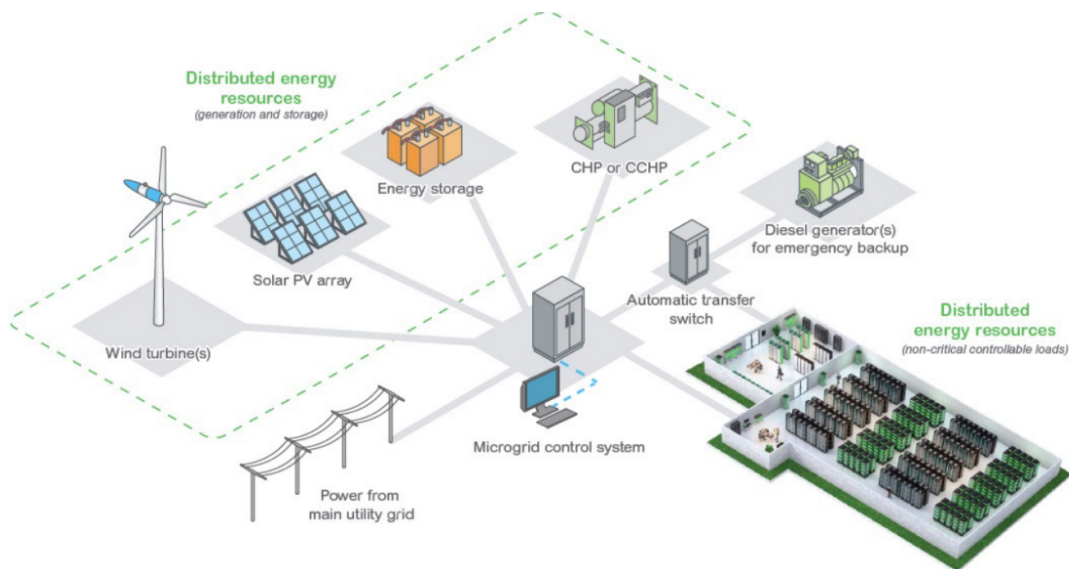 Distributed energy
resources
(generation and storage)
Energy storage
CHP or CCHP
Solar PV array
Wind turbine(s)
Diesel generator(s)
for emergency backup
Automatic transfer
switch
Distributed
energy resources
(non-critical controllable loads)
Microgrid control system
Power from
main utility grid